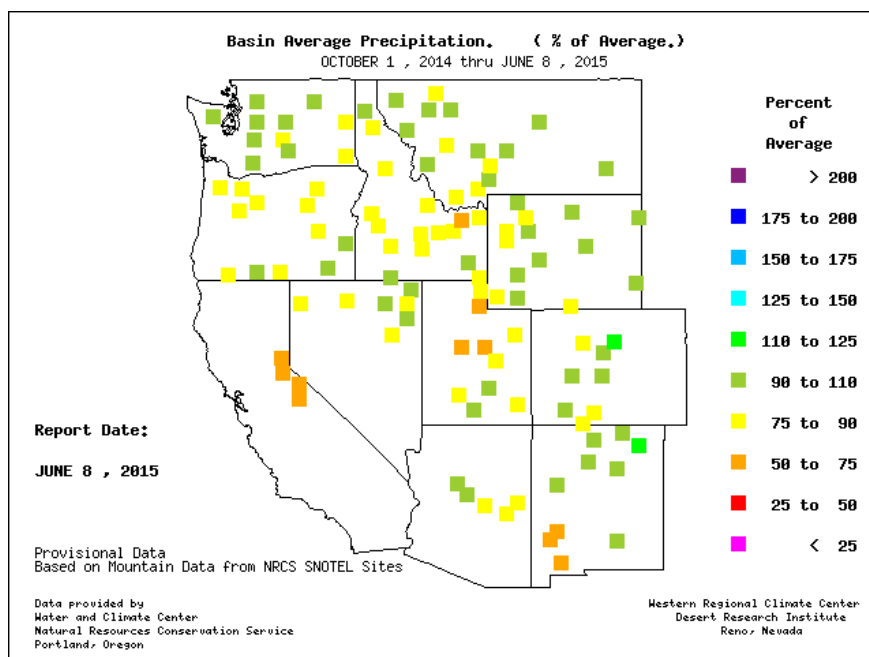 Basin Average Precipitation. ( % of Average.)
OCTOBER 1 , 2014 thru JUNE 8 , 2015
Percent
of
Average
> 200
175 to 200
150 to 175
125 to 150
110 to 125
90 to 110
75 to 90
50 to 75
25 to 50
< 25
Report Date:
JUNE 8 , 2015
Provisional Data
Based on Mountain Data from NRCS SNOTEL Sites
Data provided by
Water and Climate Center
Natural Resources Conservation Service
Portland, Oregon
Western Regional Climate Center
Desert Research Institute
Reno, Nevada